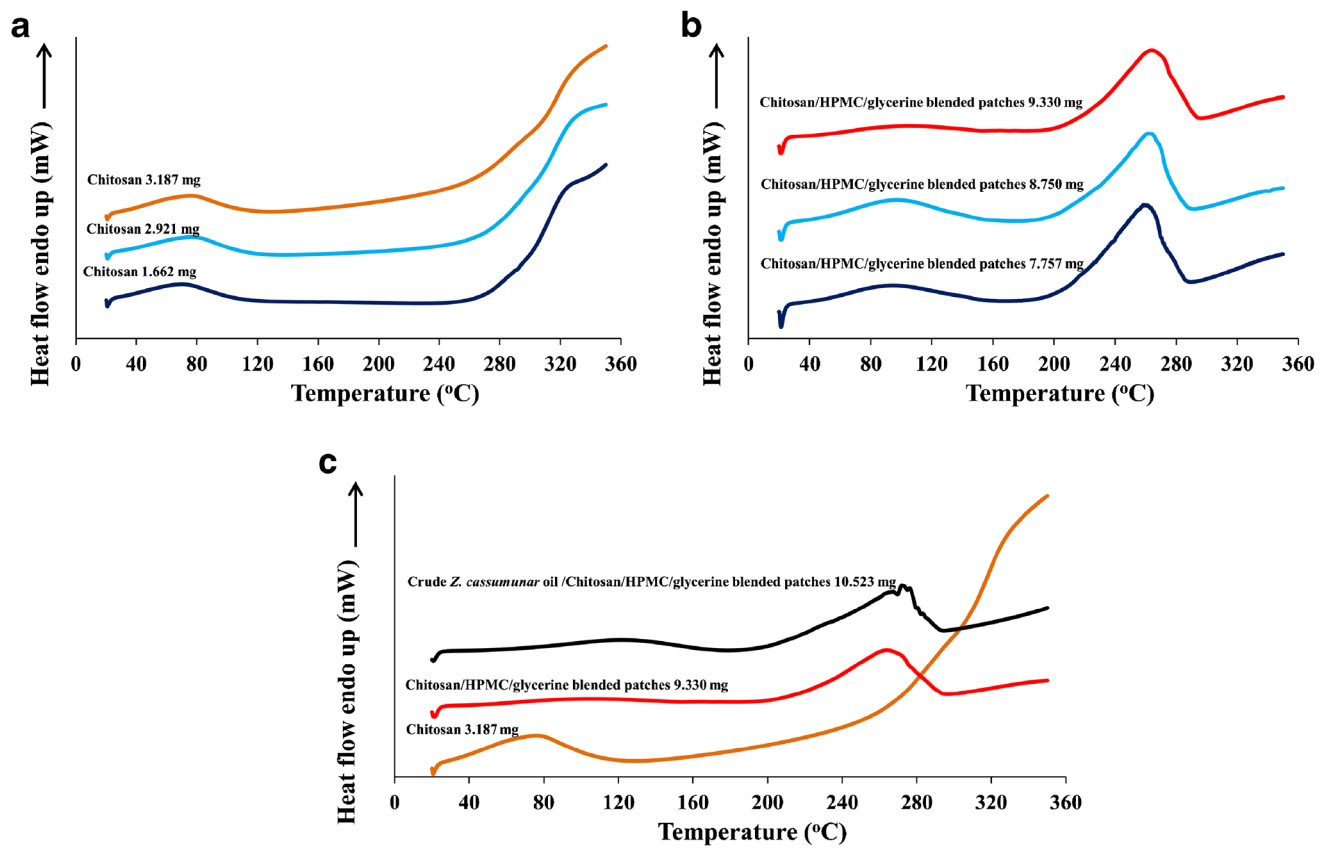 a
Heat flow endo up (mW)
Chitosan 3.187 mg
Chitosan 2.921 mg
Chitosan 1.662 mg
0 40 80 120 160 200 240 280 320 360
Temperature (°C)
b
Heat flow endo up (mW)
Chitosan/HPMC/glycerine blended patches 9.330 mg
Chitosan/HPMC/glycerine blended patches 8.750 mg
Chitosan/HPMC/glycerine blended patches 7.757 mg
0 40 80 120 160 200 240 280 320 360
Temperature (°C)
c
Heat flow endo up (mW)
Crude Z. cassumunar oil /Chitosan/HPMC/glycerine blended patches 10.523 mg
Chitosan/HPMC/glycerine blended patches 9.330 mg
Chitosan 3.187 mg
0 40 80 120 160 200 240 280 320 360
Temperature (°C)